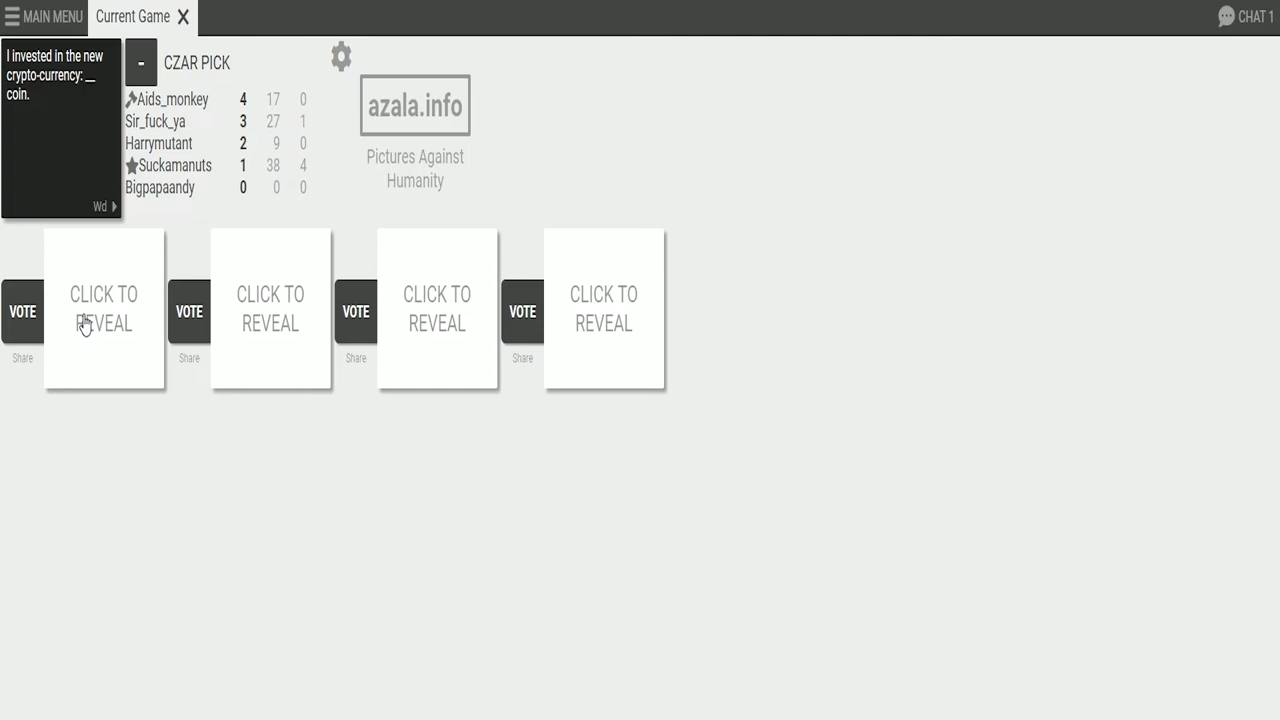 MAIN MENU
Current Game X
CHAT 1
I invested in the new
crypto-currency: __
coin.
Wd
-
CZAR PICK
Aids_monkey 4 17 0
Sir_fuck_ya 3 27 1
Harrymutant 2 9 0
Suckamanuts 1 38 4
Bigpapaandy 0 0 0
azala.info
Pictures Against
Humanity
VOTE
Share
CLICK TO
REVEAL
VOTE
Share
CLICK TO
REVEAL
VOTE
Share
CLICK TO
REVEAL
VOTE
Share
CLICK TO
REVEAL